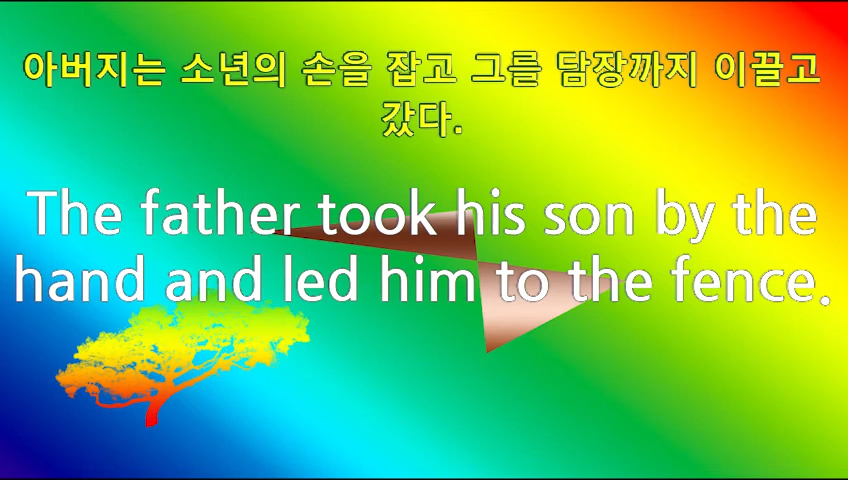 아버지는 소년의 손을 잡고 그를 담장까지 이끌고
갔다.
The father took his son by the
hand and led him to the fence.